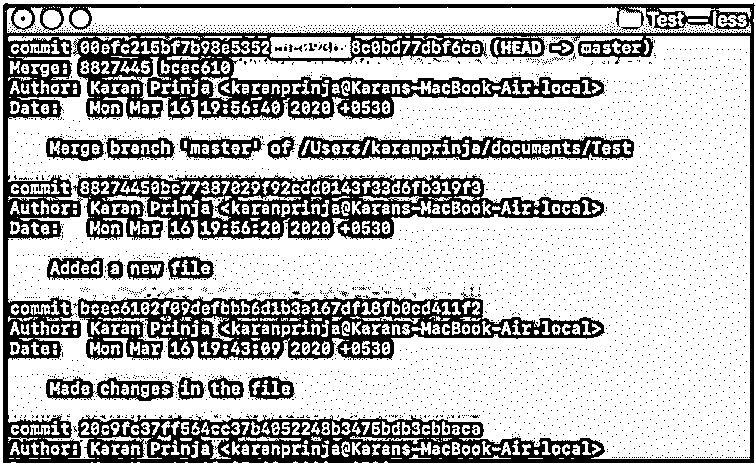 Test — less
(HEAD -> master)
Merge: 8827445 bcec610
Author: Karan Prinja <karanprinja@Karans-MacBook-Air.local>
Date: Mon Mar 16 19:56:40 2020 +0530
Merge branch 'master' of /Users/karanprinja/documents/Test
commit 88274450bc77387029f92cdd0143f33d6fb319f3
Author: Karan Prinja <karanprinja@Karans-MacBook-Air.local>
Date: Mon Mar 16 19:56:20 2020 +0530
Added a new file
commit bcec6102f09defbbb6d1b3a167df18fb0cd411f2
Author: Karan Prinja <karanprinja@Karans-MacBook-Air.local>
Date: Mon Mar 16 19:43:09 2020 +0530
Made changes in the file
commit 20c9fc37ff564cc37b4052248b3475bdb3cbbaca
Author: Karan Prinja <karanprinja@Karans-MacBook-Air.local>